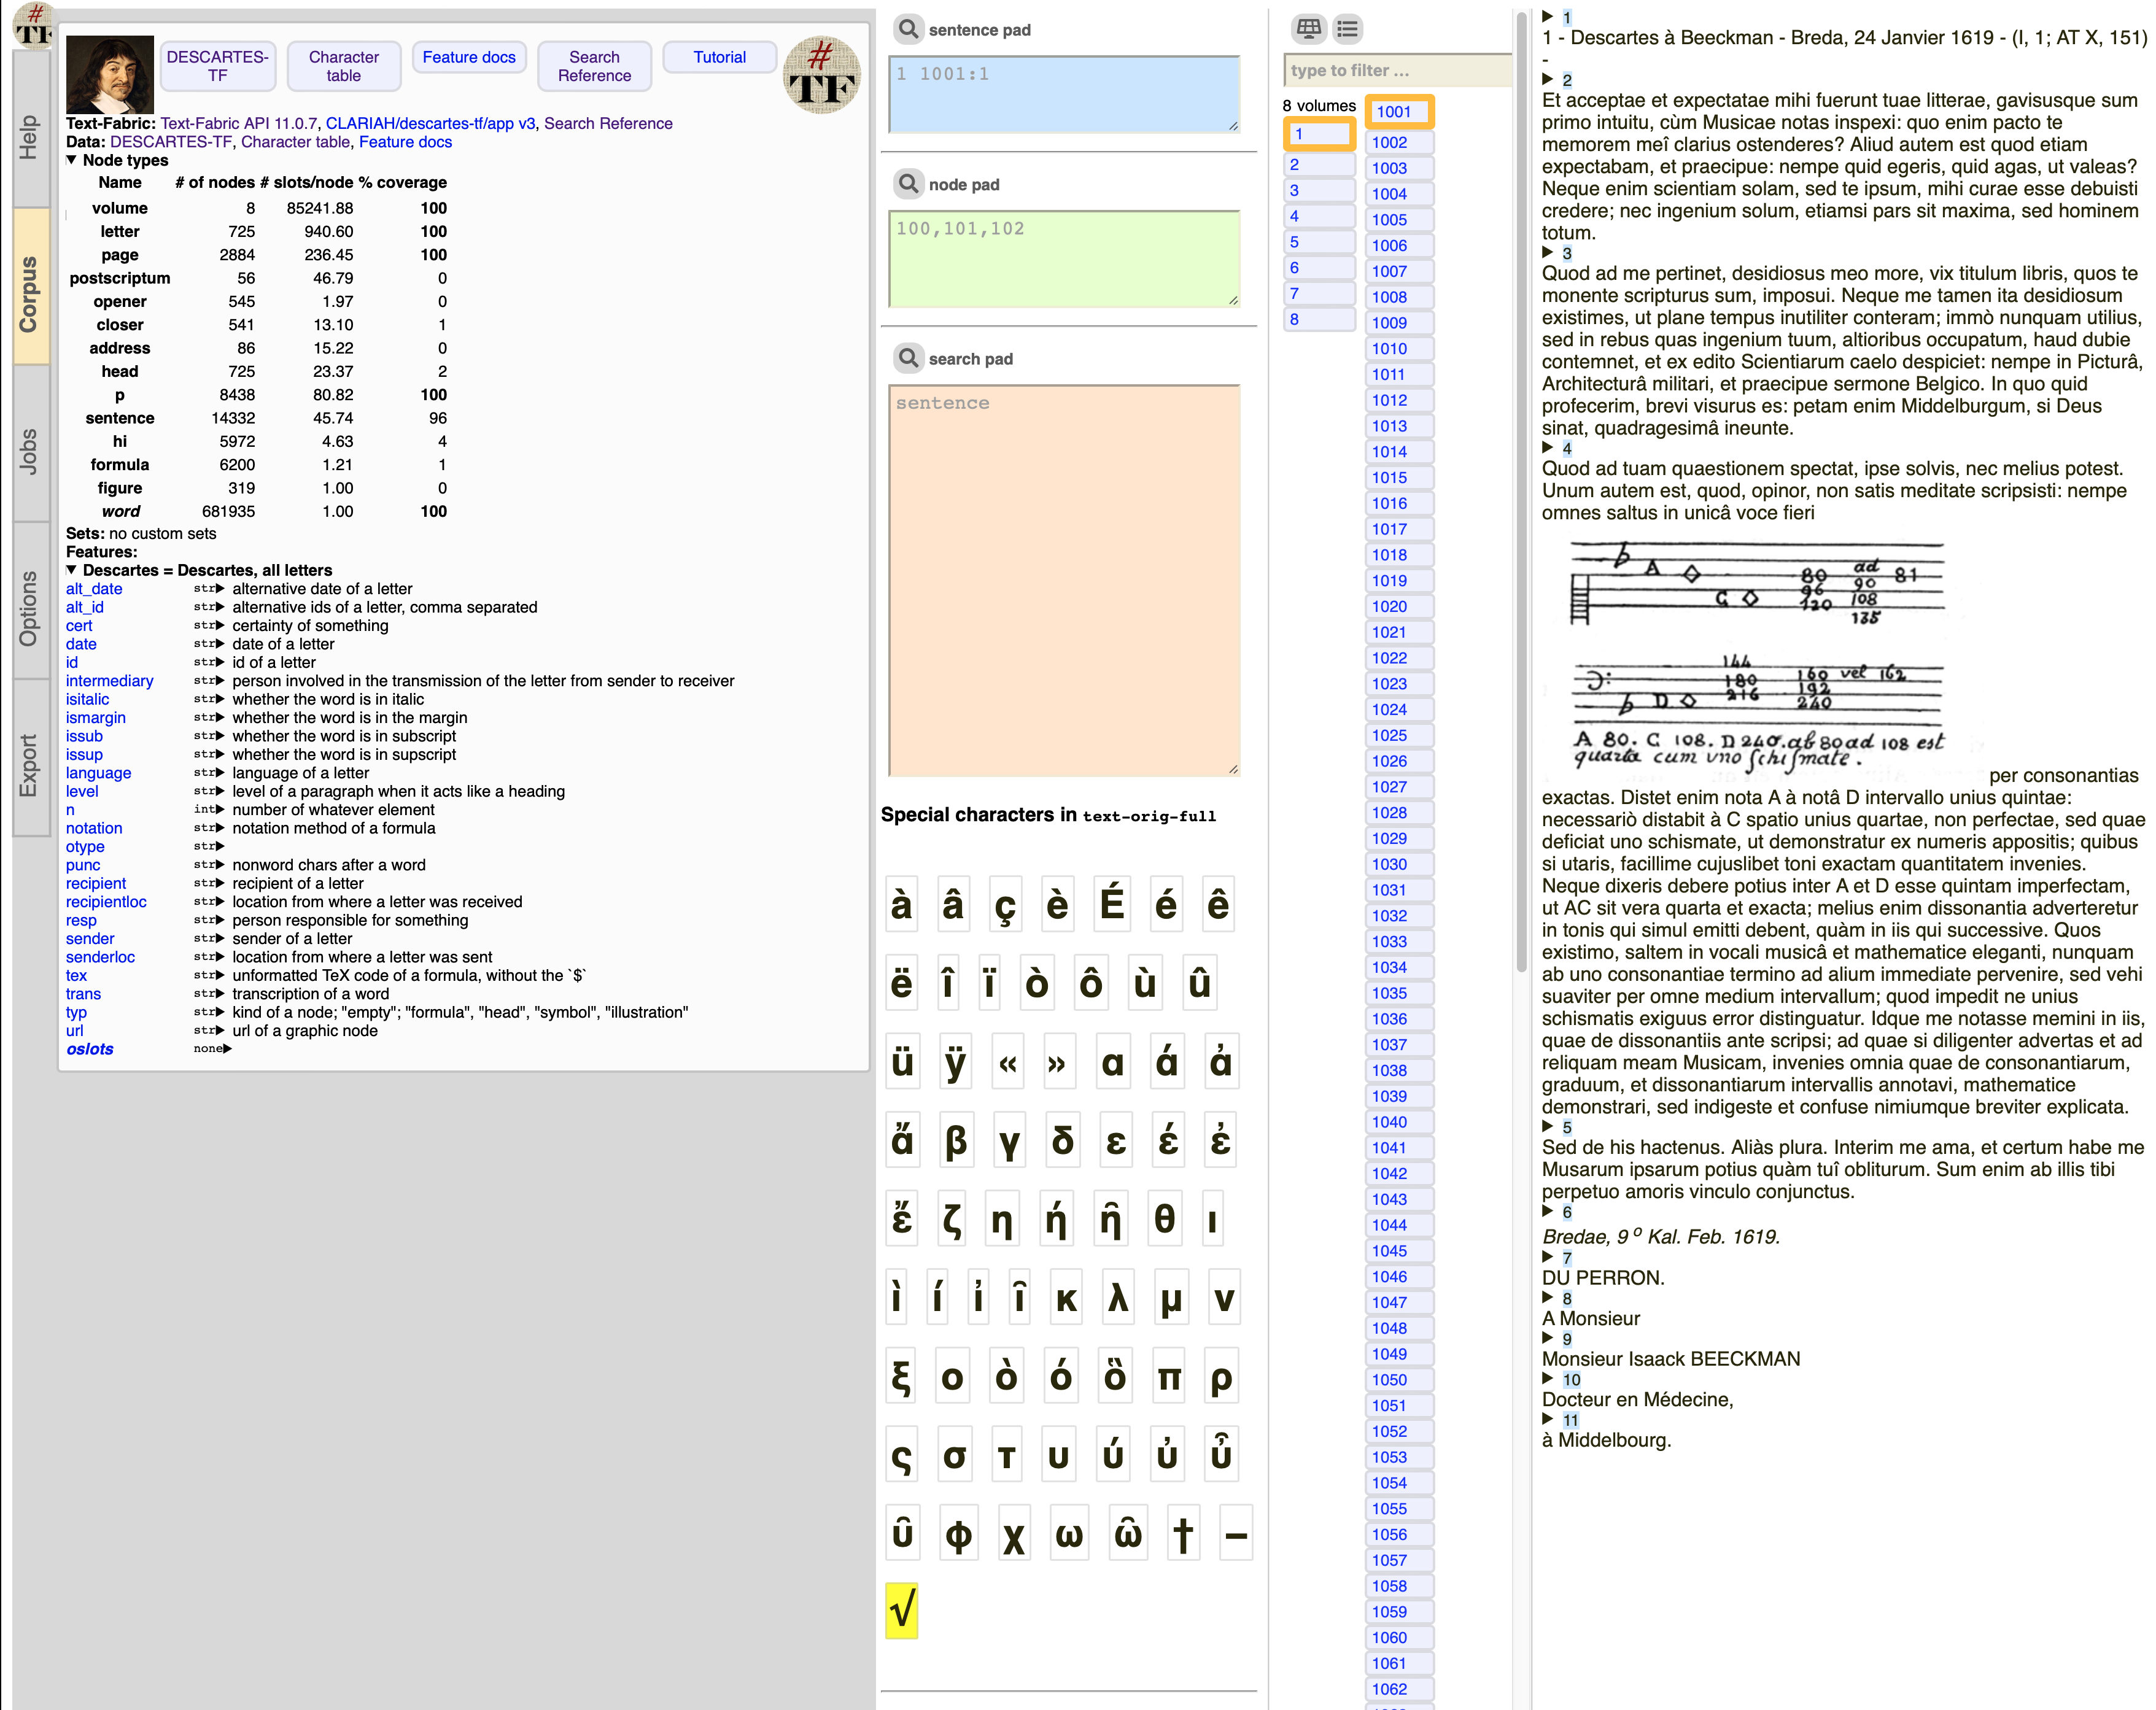 #
TF
Help
Corpus
Jobs
Options
Export
DESCARTES-
TF
Character
table
Feature docs
Search
Reference
Tutorial
#
TF
Text-Fabric: Text-Fabric API 11.0.7, CLARIAH/descartes-tf/app v3, Search Reference
Data: DESCARTES-TF, Character table, Feature docs
▼ Node types
Name # of nodes # slots/node % coverage
volume 8 85241.88 100
letter 725 940.60 100
page 2884 236.45 100
postscriptum 56 46.79 0
opener 545 1.97 0
closer 541 13.10 1
address 86 15.22 0
head 725 23.37 2
p 8438 80.82 100
sentence 14332 45.74 96
hi 5972 4.63 4
formula 6200 1.21 1
figure 319 1.00 0
word 681935 1.00 100
Sets: no custom sets
Features:
▼ Descartes = Descartes, all letters
alt_date str▶ alternative date of a letter
alt_id str▶ alternative ids of a letter, comma separated
cert str▶ certainty of something
date str▶ date of a letter
id str▶ id of a letter
intermediary str▶ person involved in the transmission of the letter from sender to receiver
isitalic str▶ whether the word is in italic
ismargin str▶ whether the word is in the margin
issub str▶ whether the word is in subscript
issup str▶ whether the word is in supscript
language str▶ language of a letter
level str▶ level of a paragraph when it acts like a heading
n int▶ number of whatever element
notation str▶ notation method of a formula
otype str▶
punc str▶ nonword chars after a word
recipient str▶ recipient of a letter
recipientloc str▶ location from where a letter was received
resp str▶ person responsible for something
sender str▶ sender of a letter
senderloc str▶ location from where a letter was sent
tex str▶ unformatted TeX code of a formula, without the `$`
trans str▶ transcription of a word
typ str▶ kind of a node; "empty"; "formula", "head", "symbol", "illustration"
url str▶ url of a graphic node
oslots none▶
sentence pad
1 1001:1
node pad
100,101,102
search pad
sentence
Special characters in text-orig-full
à â ç è É é ê
ë î ï ò ô ù û
ü ÿ « » α ά ἀ
ἄ β γ δ ε έ ἐ
ἔ ζ η ή ῆ θ ι
ὶ ί ἰ ῖ κ λ μ ν
ξ ο ὸ ό ὃ π ρ
ς σ τ υ ύ ὐ ὗ
ῦ φ χ ω ῶ † –
√
type to filter ...
8 volumes
1
2
3
4
5
6
7
8
1001
1002
1003
1004
1005
1006
1007
1008
1009
1010
1011
1012
1013
1014
1015
1016
1017
1018
1019
1020
1021
1022
1023
1024
1025
1026
1027
1028
1029
1030
1031
1032
1033
1034
1035
1036
1037
1038
1039
1040
1041
1042
1043
1044
1045
1046
1047
1048
1049
1050
1051
1052
1053
1054
1055
1056
1057
1058
1059
1060
1061
1062
▶ 1
1 - Descartes à Beeckman - Breda, 24 Janvier 1619 - (I, 1; AT X, 151)
-
▶ 2
Et acceptae et expectatae mihi fuerunt tuae litterae, gavisusque sum
primo intuitu, cùm Musicae notas inspexi: quo enim pacto te
memorem meî clarius ostenderes? Aliud autem est quod etiam
expectabam, et praecipue: nempe quid egeris, quid agas, ut valeas?
Neque enim scientiam solam, sed te ipsum, mihi curae esse debuisti
credere; nec ingenium solum, etiamsi pars sit maxima, sed hominem
totum.
▶ 3
Quod ad me pertinet, desidiosus meo more, vix titulum libris, quos te
monente scripturus sum, imposui. Neque me tamen ita desidiosum
existimes, ut plane tempus inutiliter conteram; immò nunquam utilius,
sed in rebus quas ingenium tuum, altioribus occupatum, haud dubie
contemnet, et ex edito Scientiarum caelo despiciet: nempe in Picturâ,
Architecturâ militari, et praecipue sermone Belgico. In quo quid
profecerim, brevi visurus es: petam enim Middelburgum, si Deus
sinat, quadragesimâ ineunte.
▶ 4
Quod ad tuam quaestionem spectat, ipse solvis, nec melius potest.
Unum autem est, quod, opinor, non satis meditate scripsisti: nempe
omnes saltus in unicâ voce fieri
b A 80 ad 81
96 90
C 120 108
135
144
180 160 vel 162
216 192
b D 240
A 80. C 108. D 240. ab 80 ad 108 est
quarta cum uno schismate.
per consonantias
exactas. Distet enim nota A à notâ D intervallo unius quintae:
necessariò distabit à C spatio unius quartae, non perfectae, sed quae
deficiat uno schismate, ut demonstratur ex numeris appositis; quibus
si utaris, facillime cujuslibet toni exactam quantitatem invenies.
Neque dixeris debere potius inter A et D esse quintam imperfectam,
ut AC sit vera quarta et exacta; melius enim dissonantia adverteretur
in tonis qui simul emitti debent, quàm in iis qui successive. Quos
existimo, saltem in vocali musicâ et mathematice eleganti, nunquam
ab uno consonantiae termino ad alium immediate pervenire, sed vehi
suaviter per omne medium intervallum; quod impedit ne unius
schismatis exiguus error distinguatur. Idque me notasse memini in iis,
quae de dissonantiis ante scripsi; ad quae si diligenter advertas et ad
reliquam meam Musicam, invenies omnia quae de consonantiarum,
graduum, et dissonantiarum intervallis annotavi, mathematice
demonstrari, sed indigeste et confuse nimiumque breviter explicata.
▶ 5
Sed de his hactenus. Aliàs plura. Interim me ama, et certum habe me
Musarum ipsarum potius quàm tuî obliturum. Sum enim ab illis tibi
perpetuo amoris vinculo conjunctus.
▶ 6
Bredae, 9 o Kal. Feb. 1619.
▶ 7
DU PERRON.
▶ 8
A Monsieur
▶ 9
Monsieur Isaack BEECKMAN
▶ 10
Docteur en Médecine,
▶ 11
à Middelbourg.